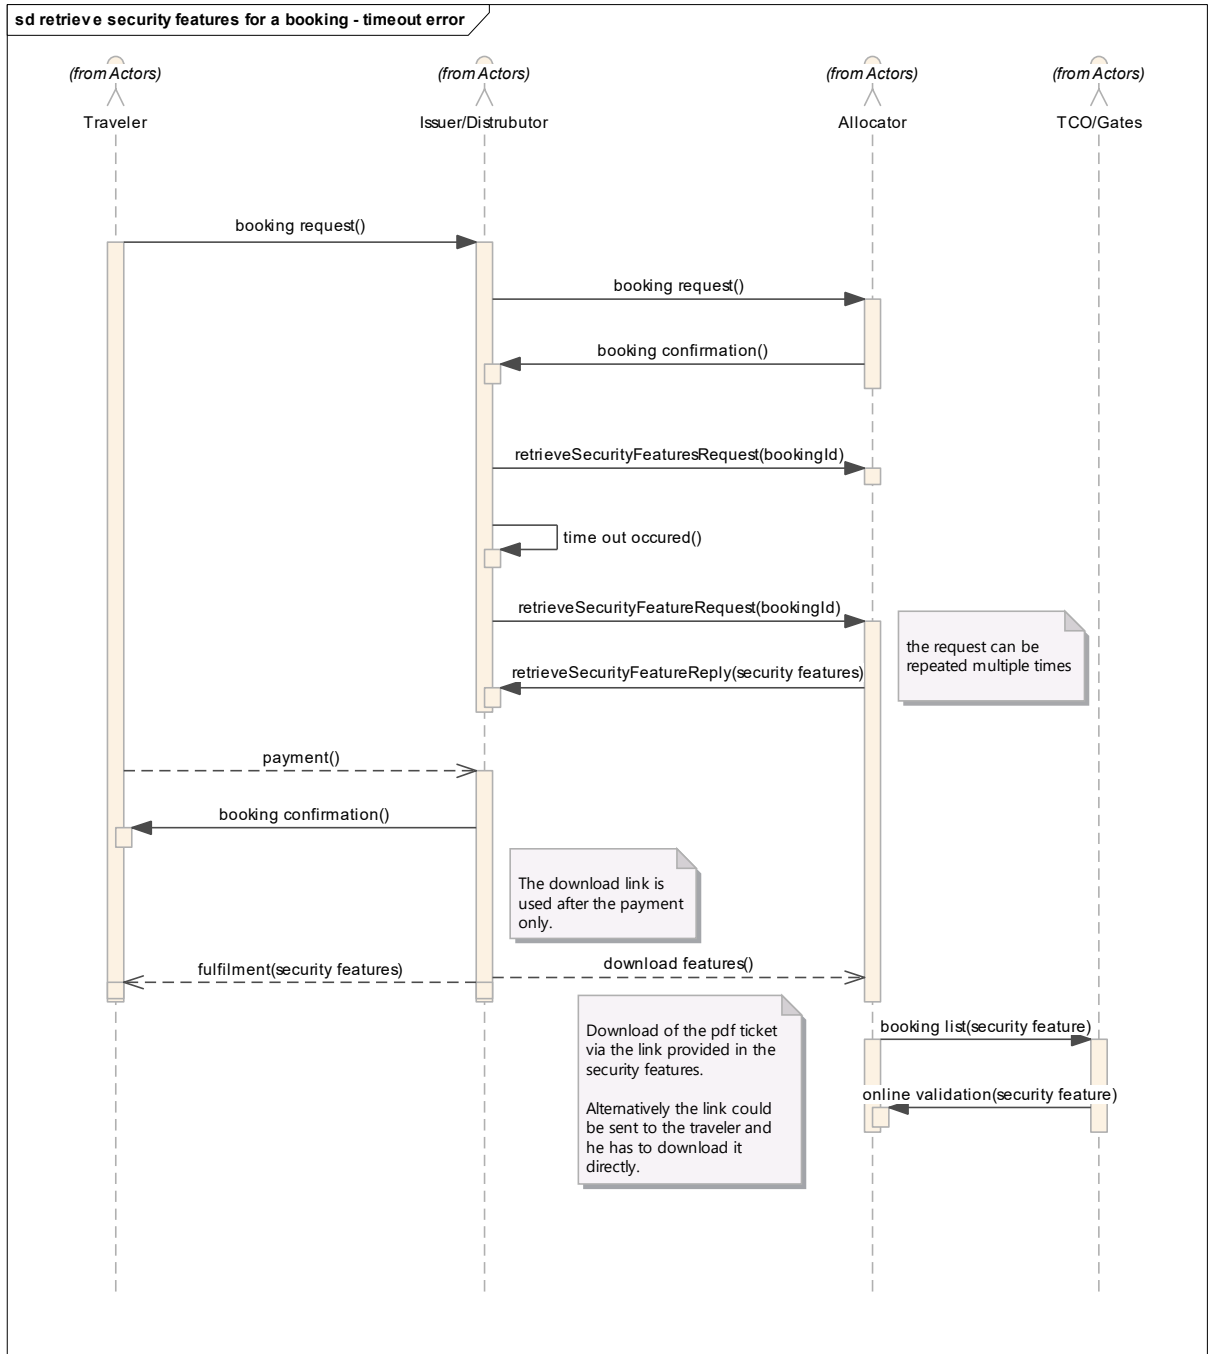 sd retrieve security features for a booking - timeout error
(from Actors)
(from Actors)
(from Actors)
(from Actors)
Traveler
Issuer/Distrubutor
Allocator
TCO/Gates
booking request()
booking request()
booking confirmation()
retrieveSecurityFeaturesRequest(bookingId)
time out occured()
retrieveSecurityFeatureRequest(bookingId)
the request can be
repeated multiple times
retrieveSecurityFeatureReply(security features)
payment()
booking confirmation()
The download link is
used after the payment
only.
fulfilment(security features)
download features()
Download of the pdf ticket
via the link provided in the
security features.
Alternatively the link could
be sent to the traveler and
he has to download it
directly.
booking list(security feature)
online validation(security feature)